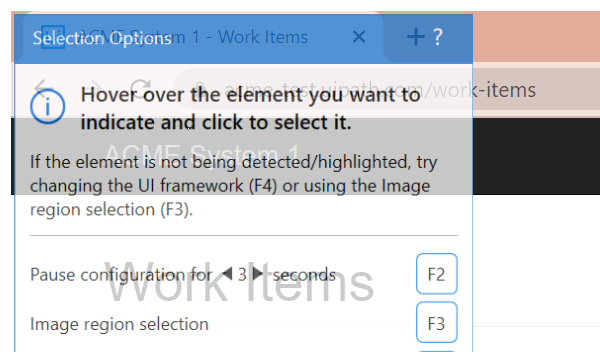 Selection Options
ACME System 1 - Work Items
?
acme-test.uipath.com/work-items
Hover over the element you want to
indicate and click to select it.
ACME System 1
If the element is not being detected/highlighted, try
changing the UI framework (F4) or using the Image
region selection (F3).
Pause configuration for 3 seconds
F2
Work Items
Image region selection
F3